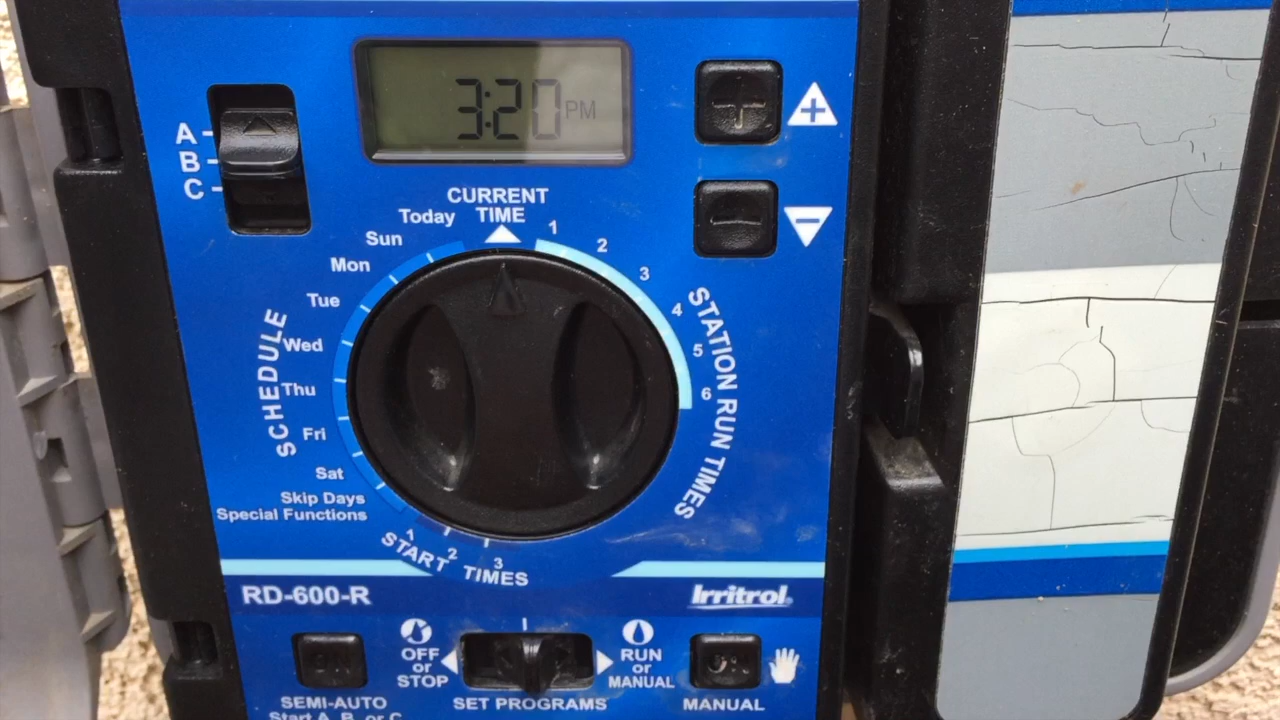 3:20 PM
A
B
C
+
−
CURRENT
TIME
Today
Sun
Mon
Tue
Wed
Thu
Fri
Sat
Skip Days
Special Functions
SCHEDULE
1
2
3
4
5
6
STATION RUN TIMES
1
2
3
START TIMES
RD-600-R
Irritrol
OFF
or
STOP
RUN
or
MANUAL
ON
ON
SEMI-AUTO
SET PROGRAMS
MANUAL
Start A, B, or C